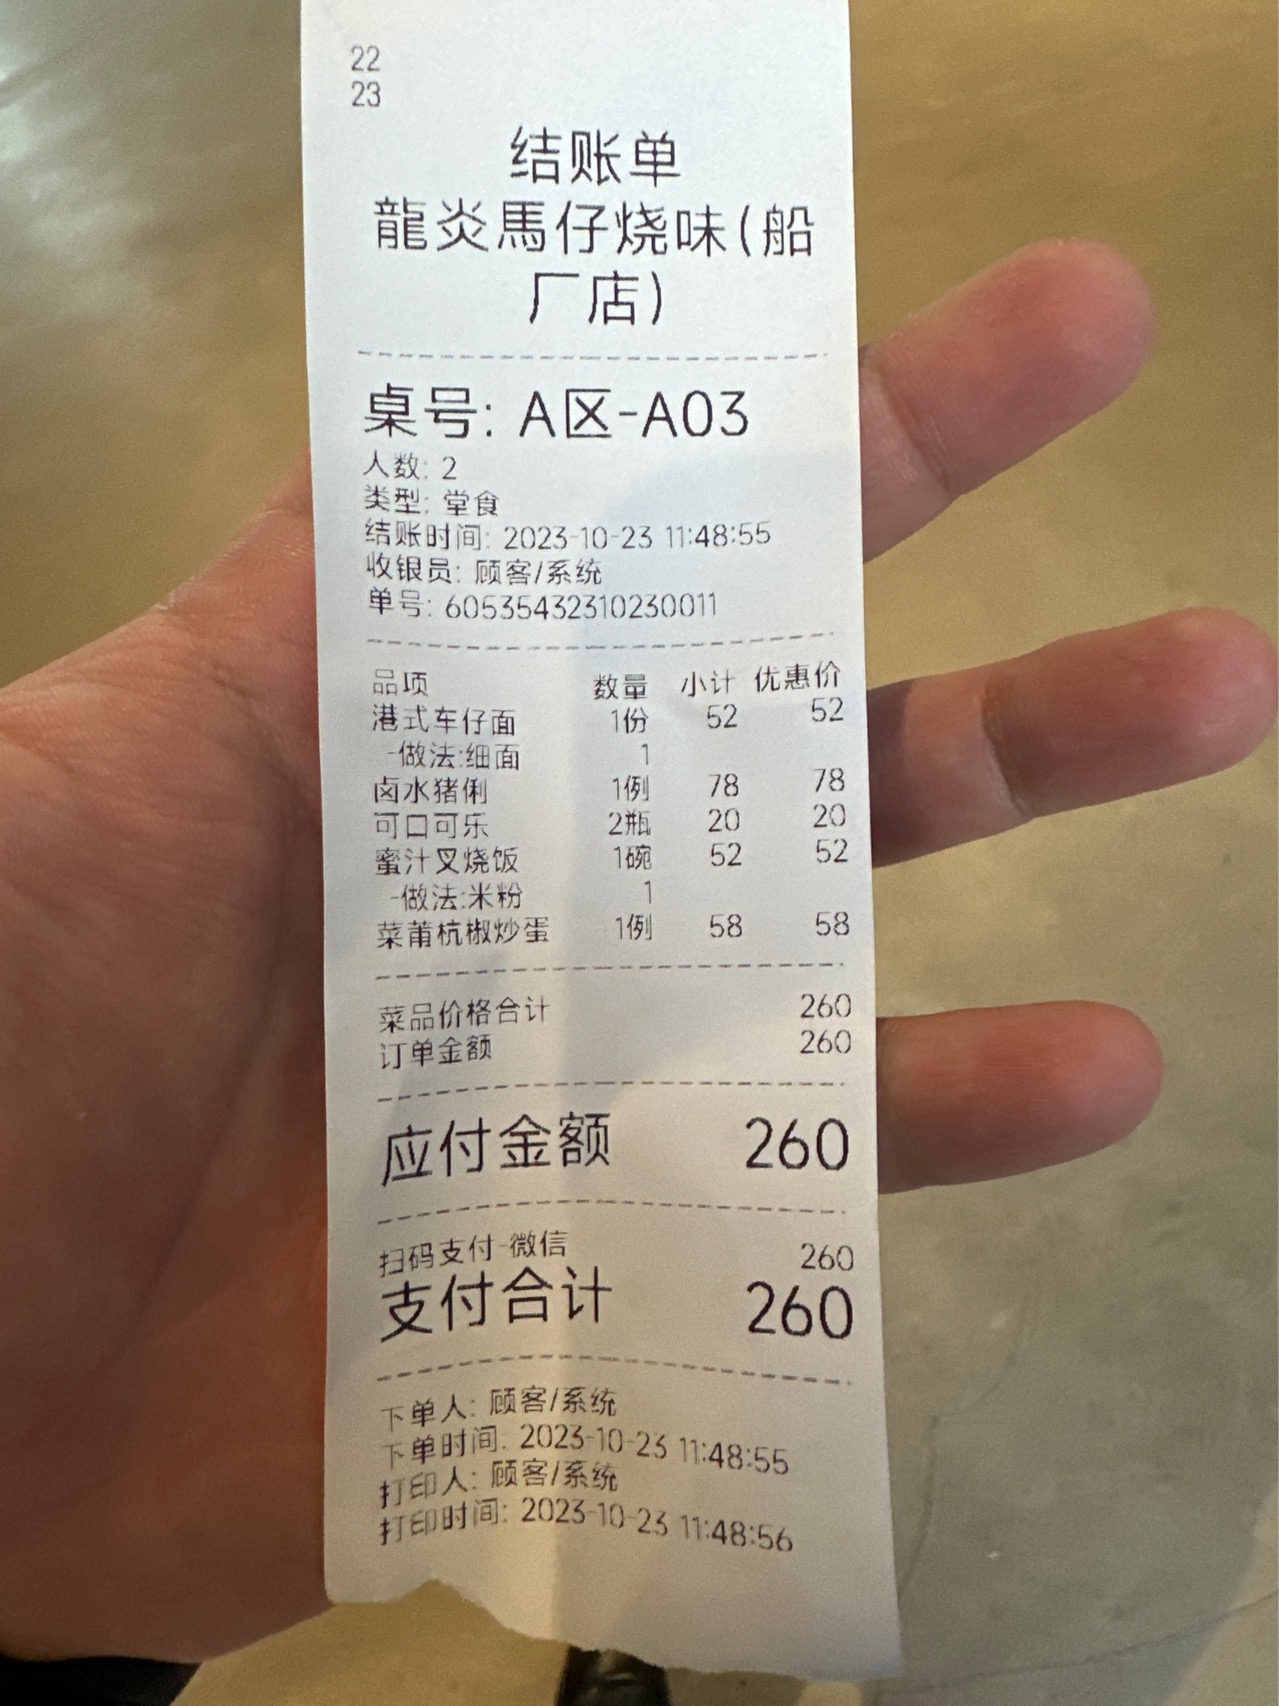 22
23
结账单
龍炎馬仔烧味(船
厂店)
桌号: A区-A03
人数: 2
类型: 堂食
结账时间: 2023-10-23 11:48:55
收银员: 顾客/系统
单号: 60535432310230011
品项 数量 小计 优惠价
港式车仔面 1份 52 52
-做法:细面 1
卤水猪俐 1例 78 78
可口可乐 2瓶 20 20
蜜汁叉烧饭 1碗 52 52
-做法:米粉 1
菜莆杭椒炒蛋 1例 58 58
菜品价格合计 260
订单金额 260
应付金额 260
扫码支付-微信 260
支付合计 260
下单人: 顾客/系统
下单时间: 2023-10-23 11:48:55
打印人: 顾客/系统
打印时间: 2023-10-23 11:48:56